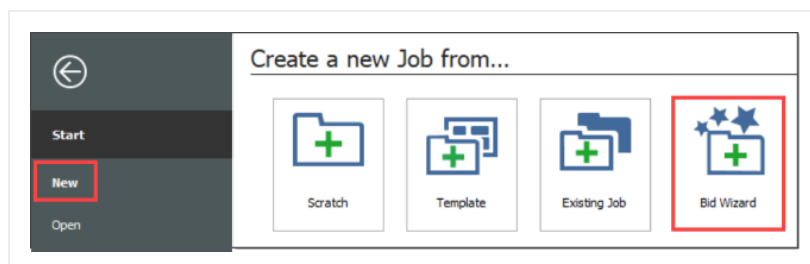 Create a new Job from...
Start
New
Open
Scratch
Template
Existing Job
Bid Wizard